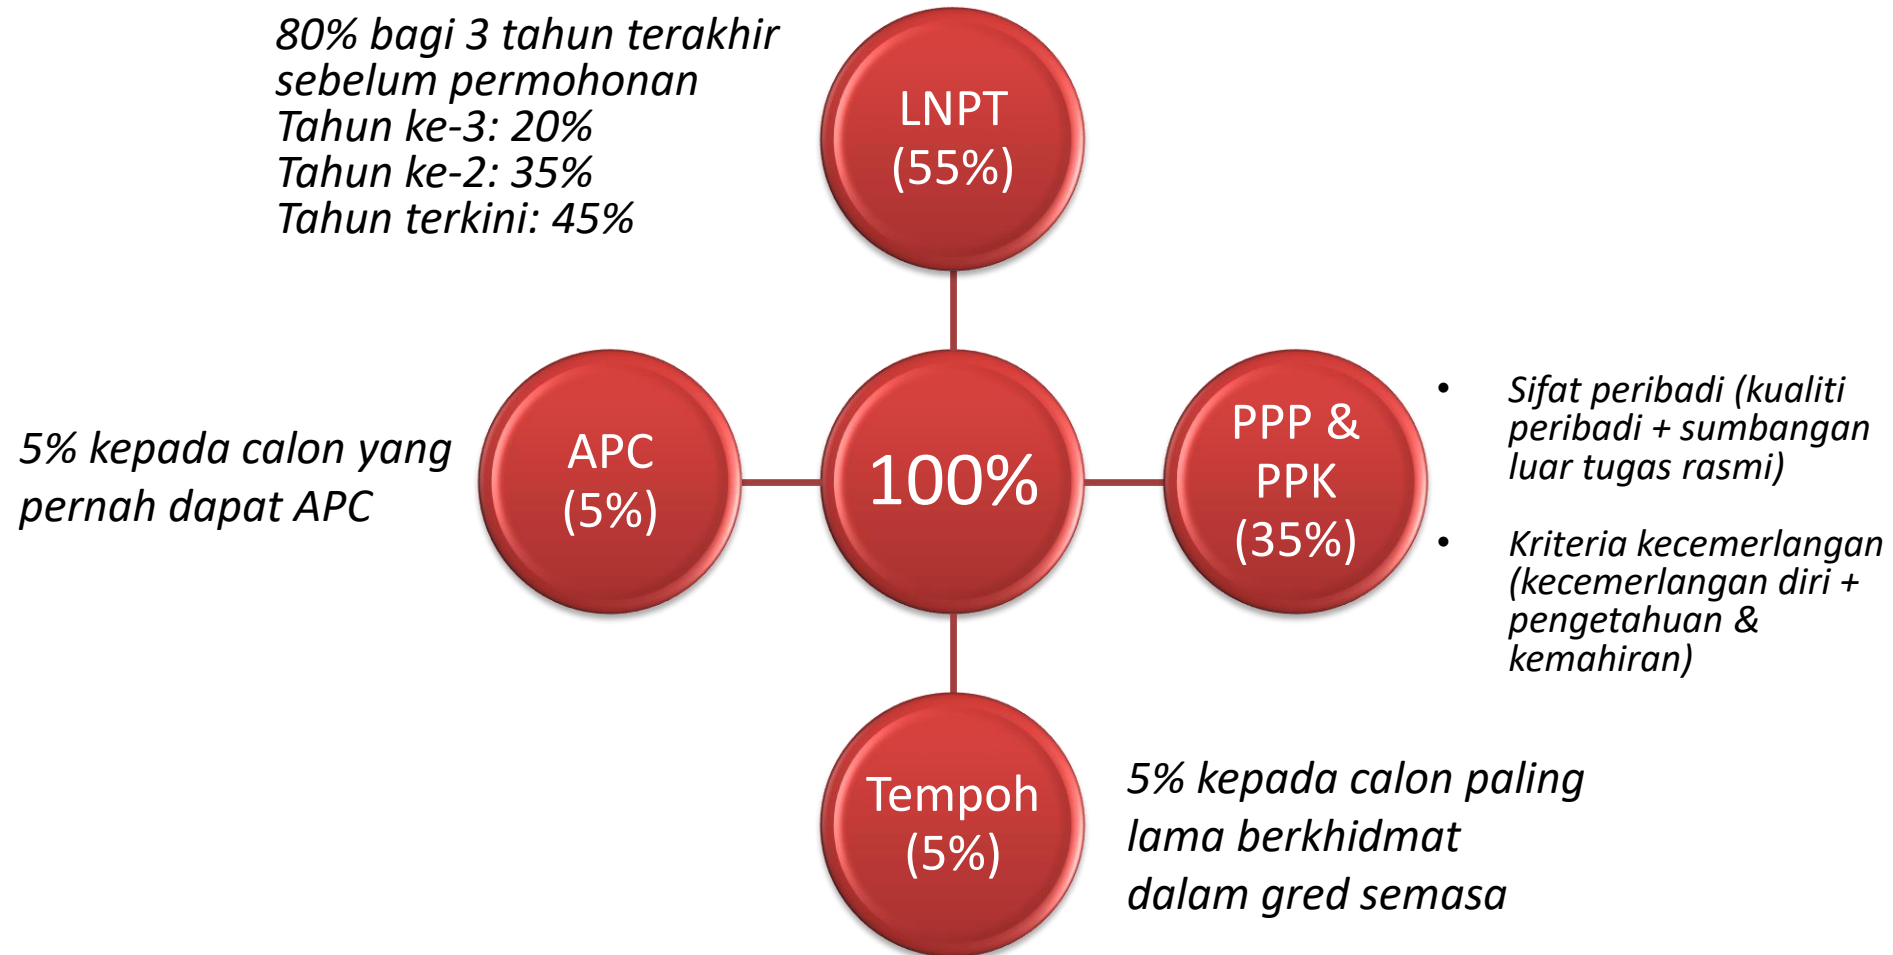 80% bagi 3 tahun terakhir
sebelum permohonan
Tahun ke-3: 20%
Tahun ke-2: 35%
Tahun terkini: 45%
LNPT
(55%)
5% kepada calon yang
pernah dapat APC
APC
(5%)
100%
PPP &
PPK
(35%)
• Sifat peribadi (kualiti
peribadi + sumbangan
luar tugas rasmi)
• Kriteria kecemerlangan
(kecemerlangan diri +
pengetahuan &
kemahiran)
Tempoh
(5%)
5% kepada calon paling
lama berkhidmat
dalam gred semasa